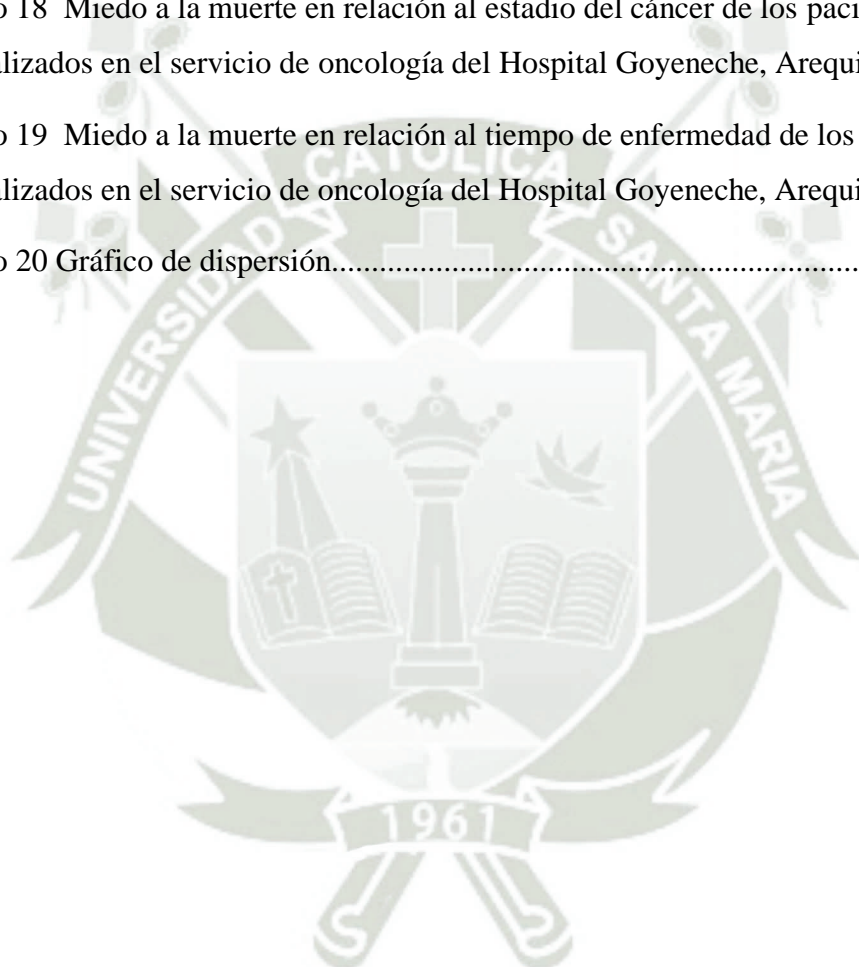 o 18 Miedo a la muerte en relación al estadio del cáncer de los paci
alizados en el servicio de oncología del Hospital Goyeneche, Arequi
o 19 Miedo a la muerte en relación al tiempo de enfermedad de los
alizados en el servicio de oncología del Hospital Goyeneche, Arequi
o 20 Gráfico de dispersión..................................................................
UNIVERSIDAD CATOLICA SANTA MARIA
1961